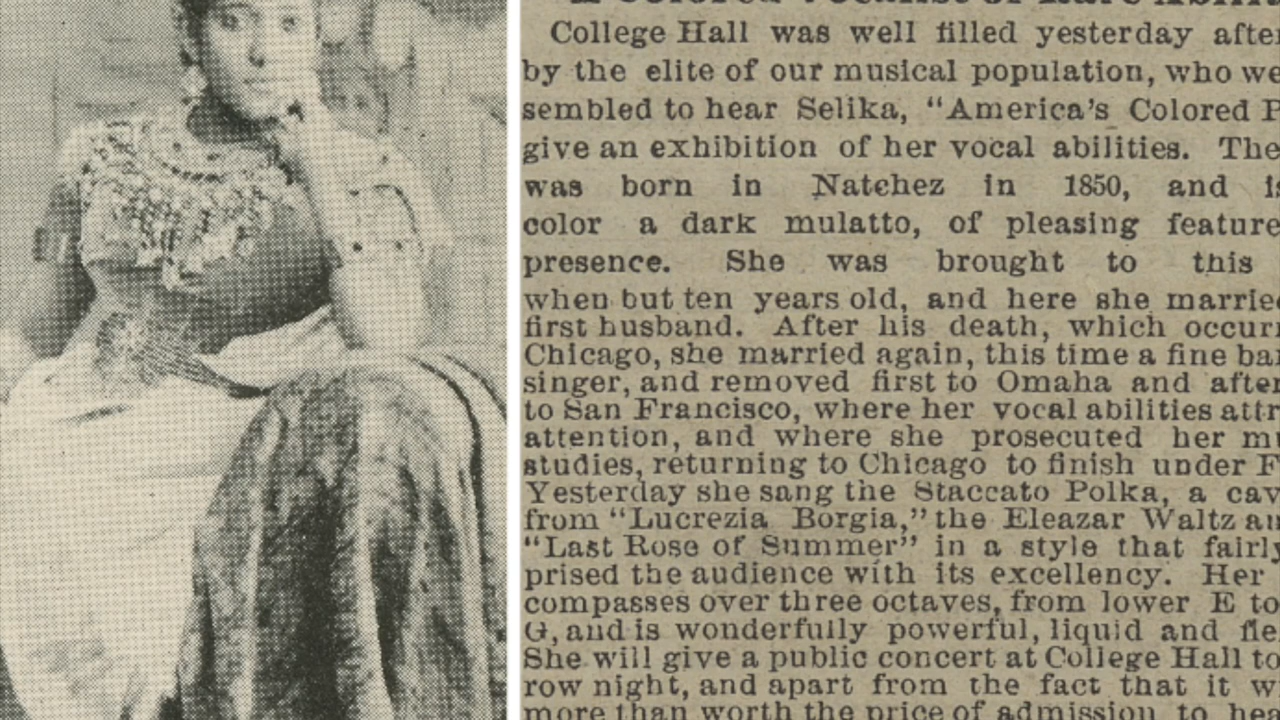 College Hall was well filled yesterday after
by the elite of our musical population, who we
sembled to hear Selika, "America's Colored P
give an exhibition of her vocal abilities. The
was born in Natchez in 1850, and is
color a dark mulatto, of pleasing feature
presence. She was brought to this
when but ten years old, and here she married
first husband. After his death, which occurr
Chicago, she married again, this time a fine bar
singer, and removed first to Omaha and after
to San Francisco, where her vocal abilities attr
attention, and where she prosecuted her mu
studies, returning to Chicago to finish under F
Yesterday she sang the Staccato Polka, a cav
from "Lucrezia Borgia," the Eleazar Waltz an
"Last Rose of Summer" in a style that fairly
prised the audience with its excellency. Her
compasses over three octaves, from lower E to
G, and is wonderfully powerful, liquid and fle
She will give a public concert at College Hall to
row night, and apart from the fact that it w
more than worth the price of admission to hea